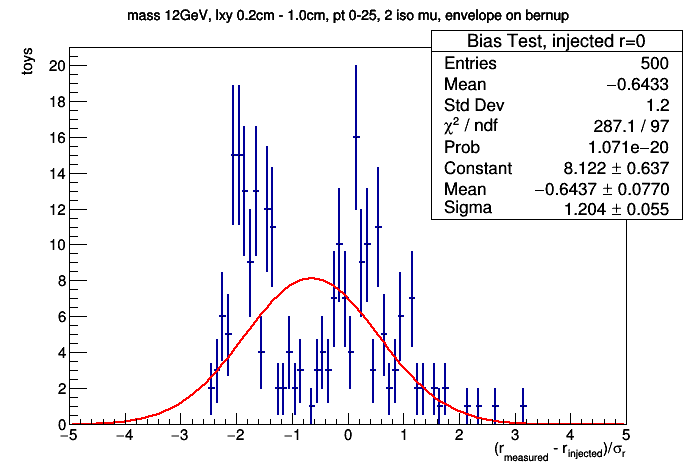 mass 12GeV, lxy 0.2cm - 1.0cm, pt 0-25, 2 iso mu, envelope on bernup
Bias Test, injected r=0
Entries 500
Mean −0.6433
Std Dev 1.2
χ² / ndf 287.1 / 97
Prob 1.071e−20
Constant 8.122 ± 0.637
Mean −0.6437 ± 0.0770
Sigma 1.204 ± 0.055
toys
20
18
16
14
12
10
8
6
4
2
0
−5 −4 −3 −2 −1 0 1 2 3 4 5
(r_measured - r_injected)/σ_r